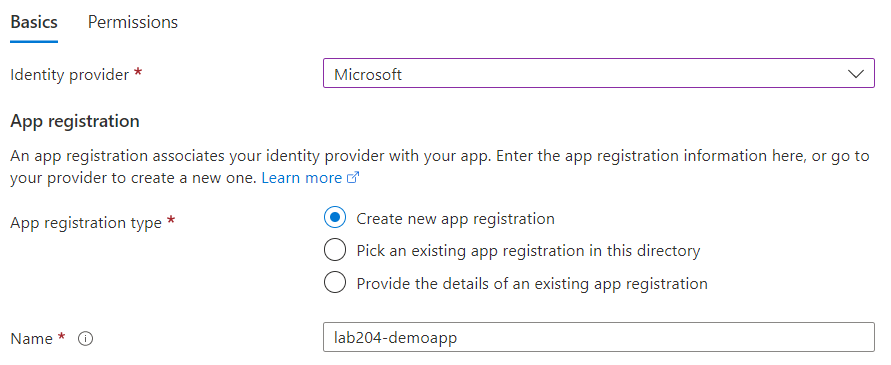 Basics Permissions
Identity provider * Microsoft
App registration
An app registration associates your identity provider with your app. Enter the app registration information here, or go to
your provider to create a new one. Learn more
App registration type * Create new app registration
Pick an existing app registration in this directory
Provide the details of an existing app registration
Name * lab204-demoapp